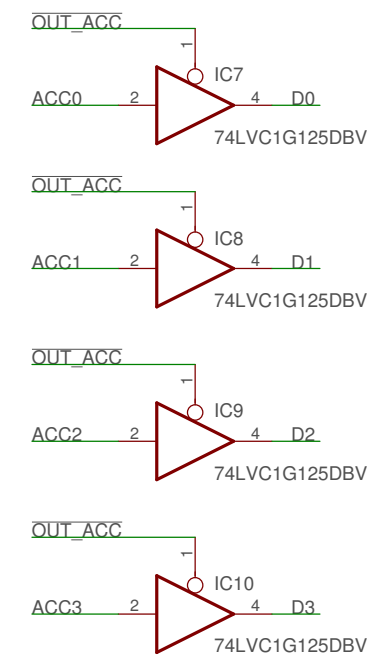 OUT_ACC
1
IC7
ACC0 2 4 D0
74LVC1G125DBV
OUT_ACC
1
IC8
ACC1 2 4 D1
74LVC1G125DBV
OUT_ACC
1
IC9
ACC2 2 4 D2
74LVC1G125DBV
OUT_ACC
1
IC10
ACC3 2 4 D3
74LVC1G125DBV